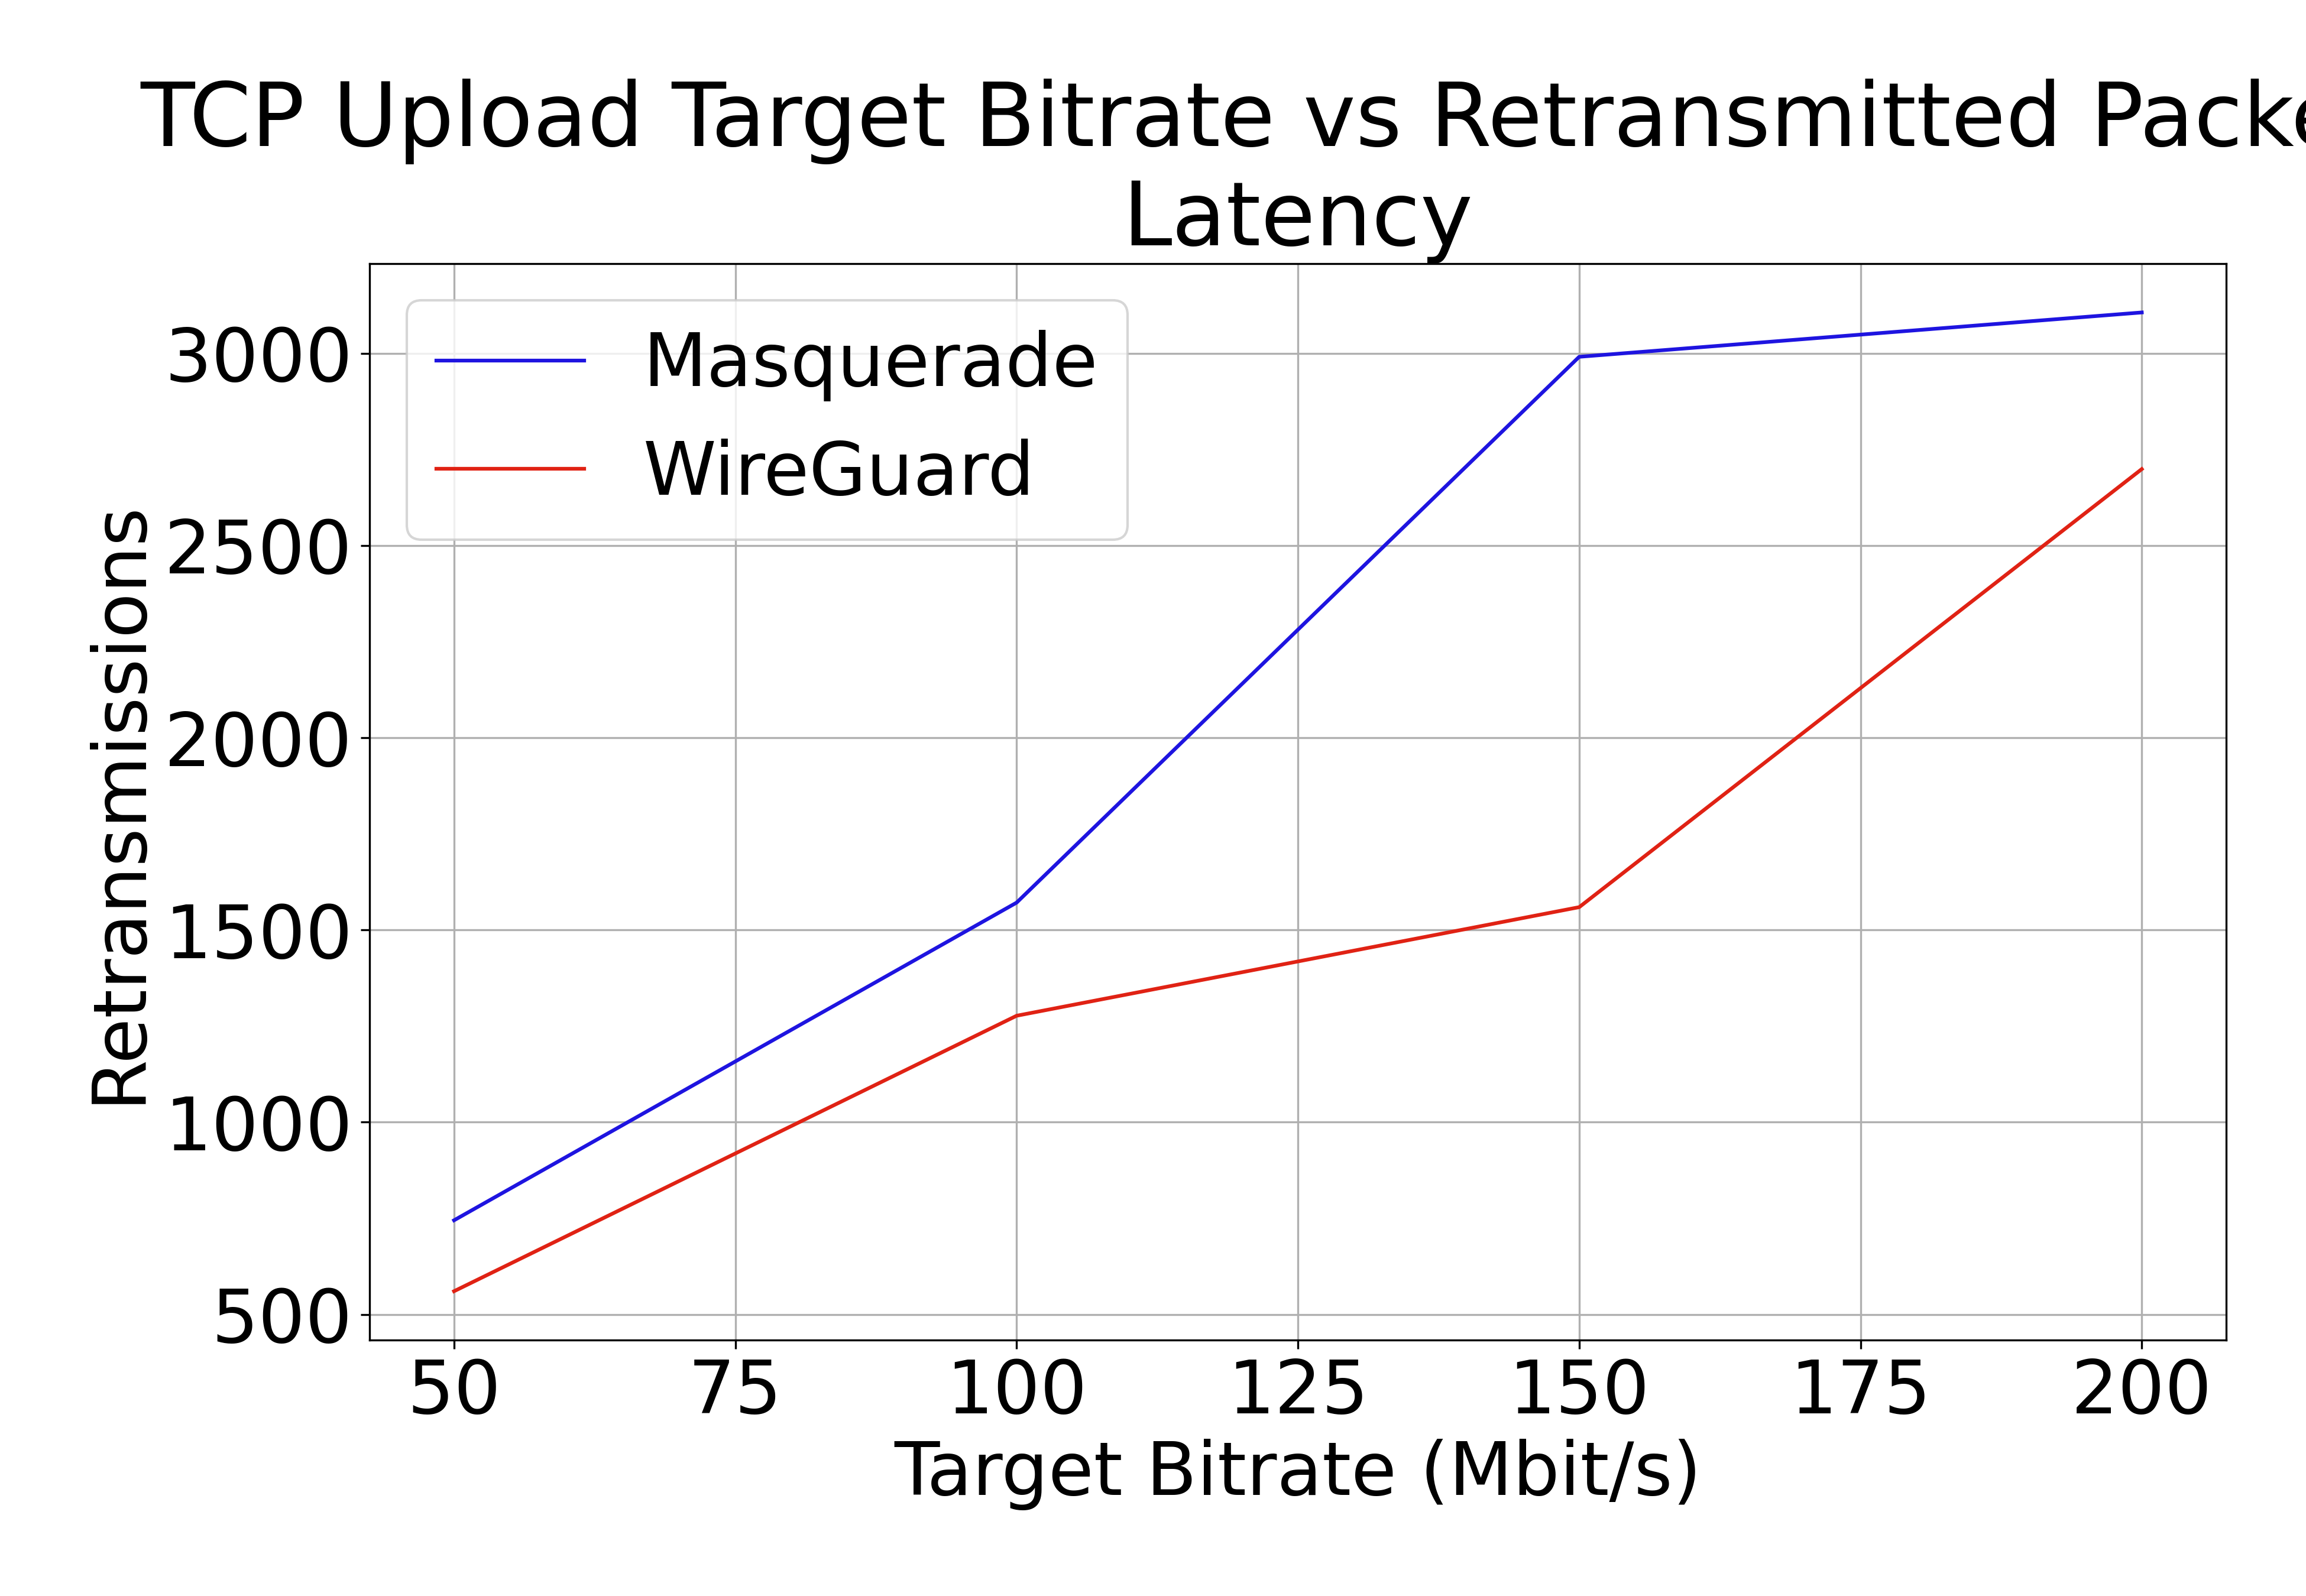 TCP Upload Target Bitrate vs Retransmitted
Latency
Masquerade
WireGuard
Retransmissions
3000
2500
2000
1500
1000
500
50 75 100 125 150 175 200
Target Bitrate (Mbit/s)